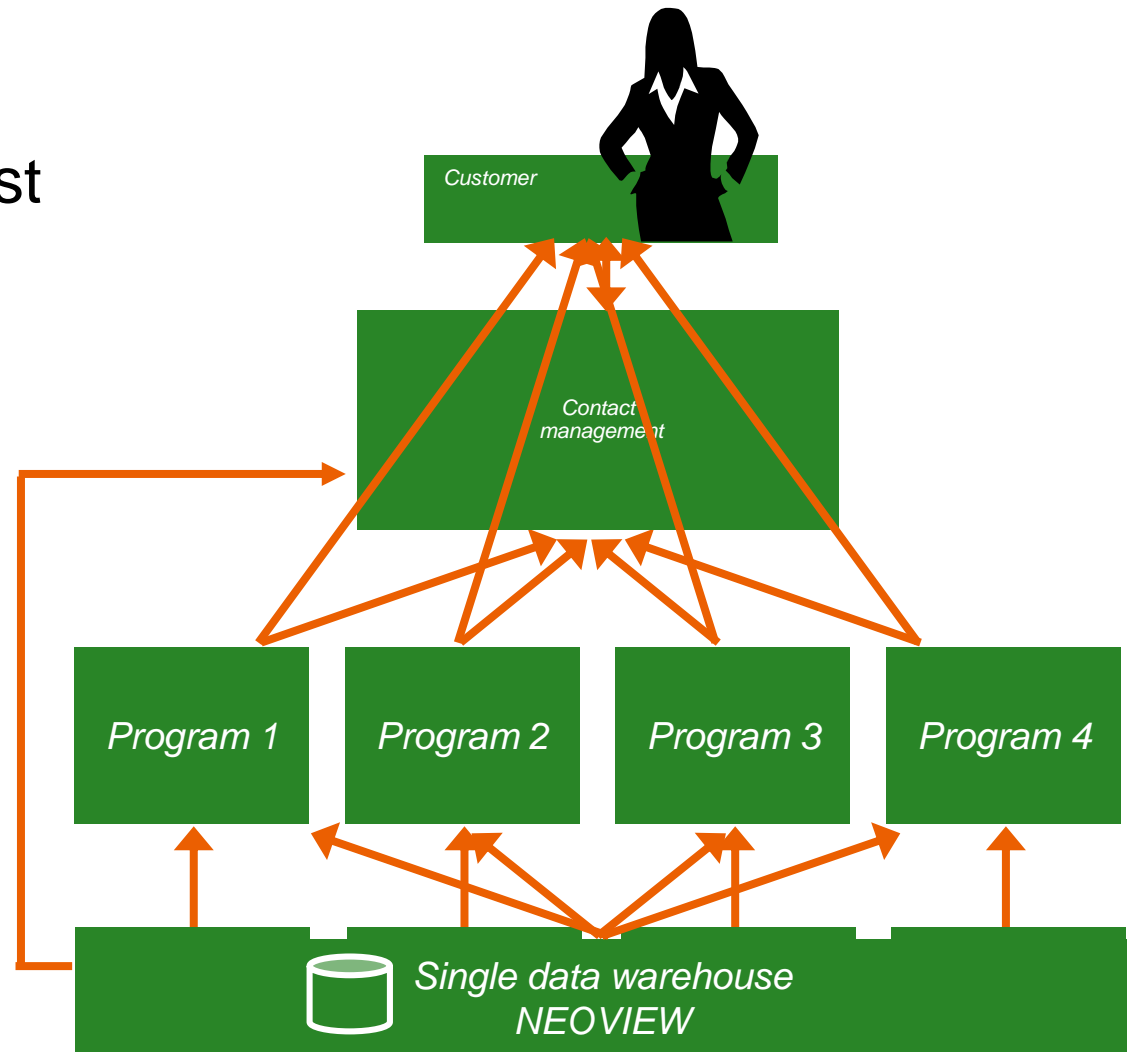 st
Customer
Contact
management
Program 1
Program 2
Program 3
Program 4
Single data warehouse
NEOVIEW